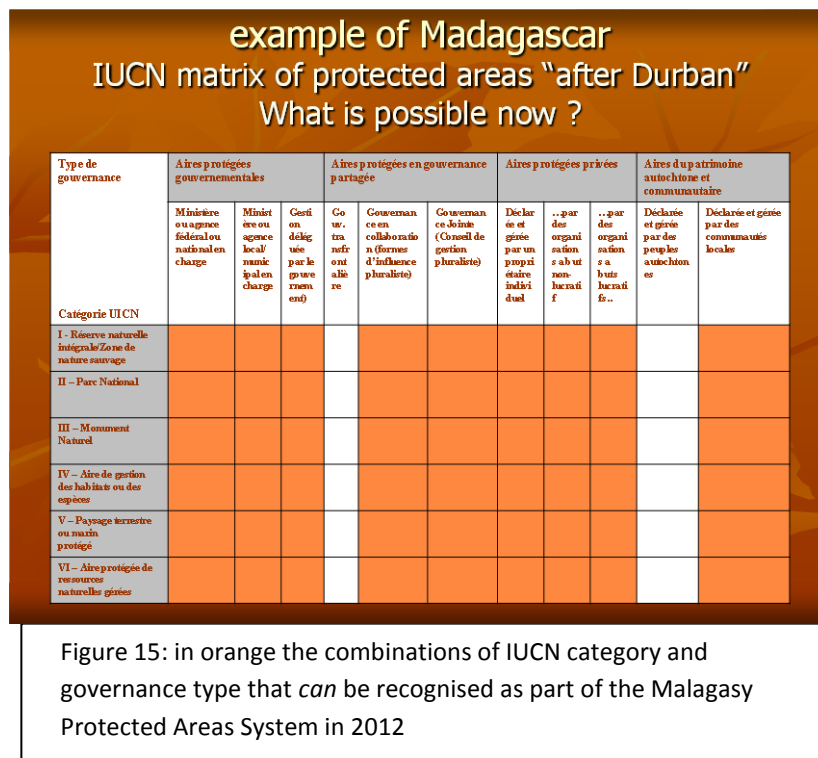 example of Madagascar
IUCN matrix of protected areas “after Durban”
What is possible now ?
Type de
gouvernance
Catégorie UICN
Aires protégées
gouvernementales
Aires protégées en gouvernance
partagée
Aires protégées privées
Aires du patrimoine
autochtone et
communautaire
Ministère
ou agence
fédéral ou
national en
charge
Minist
ère ou
agence
local/
munic
ipal en
charge
Gesti
on
délég
uée
par le
gouve
rnem
ent)
Go
uv.
tra
nsfr
ont
aliè
re
Gouvernan
ce en
collaboratio
n (formes
d’influence
pluraliste)
Gouvernan
ce Jointe
(Conseil de
gestion
pluraliste)
Déclar
ée et
gérée
par un
propri
étaire
indivi
duel
…par
des
organi
sation
s a but
non-
lucrati
f
…par
des
organi
sation
s a
buts
lucrati
fs..
Déclarée
et gérée
par des
peuples
autochton
es
Déclarée et gérée
par des
communautés
locales
I - Réserve naturelle
intégrale/Zone de
nature sauvage
II – Parc National
III – Monument
Naturel
IV – Aire de gestion
des habitats ou des
espèces
V – Paysage terrestre
ou marin
protégé
VI – Aire protégée de
ressources
naturelles gérées
Figure 15: in orange the combinations of IUCN category and
governance type that can be recognised as part of the Malagasy
Protected Areas System in 2012